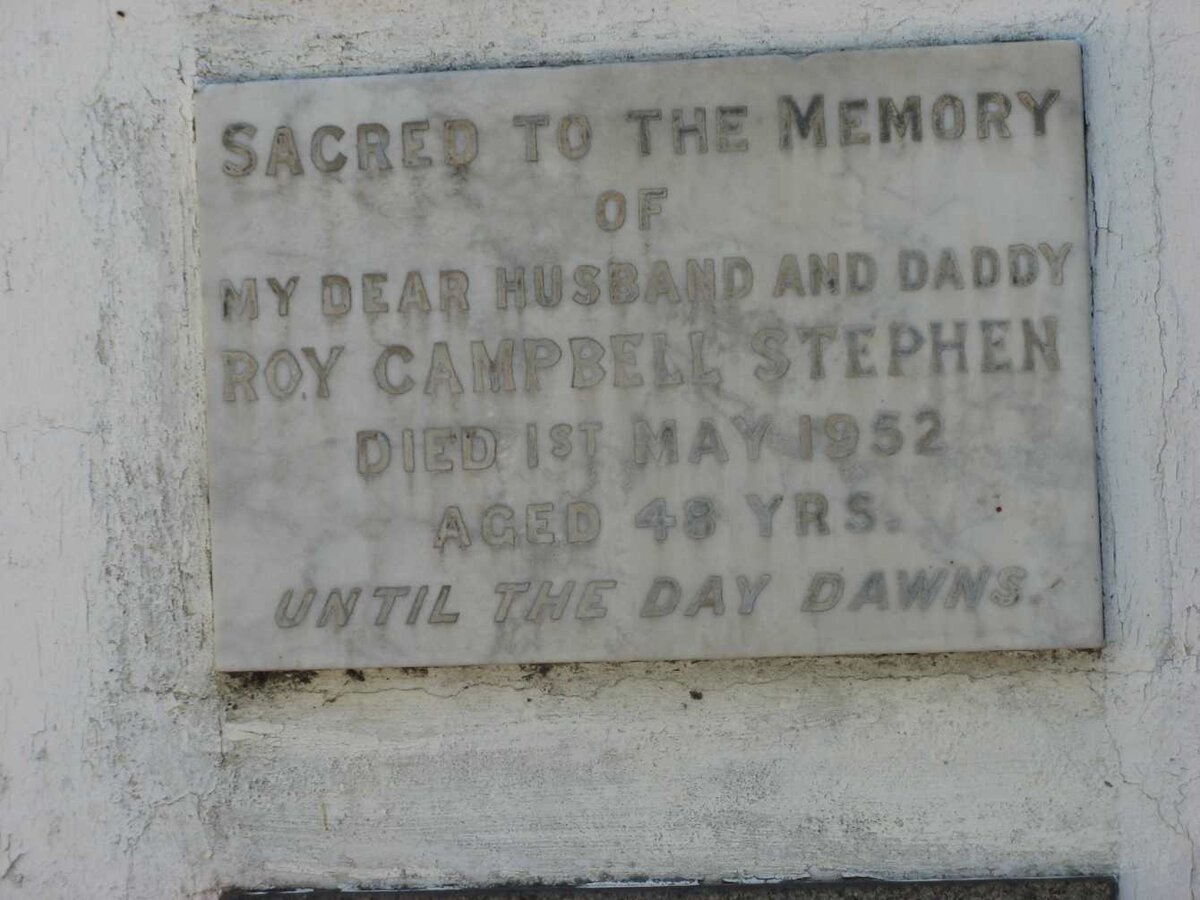 SACRED TO THE MEMORY
OF
MY DEAR HUSBAND AND DADDY
ROY CAMPBELL STEPHEN
DIED 1ST MAY 1952
AGED 48 YRS.
UNTIL THE DAY DAWNS.